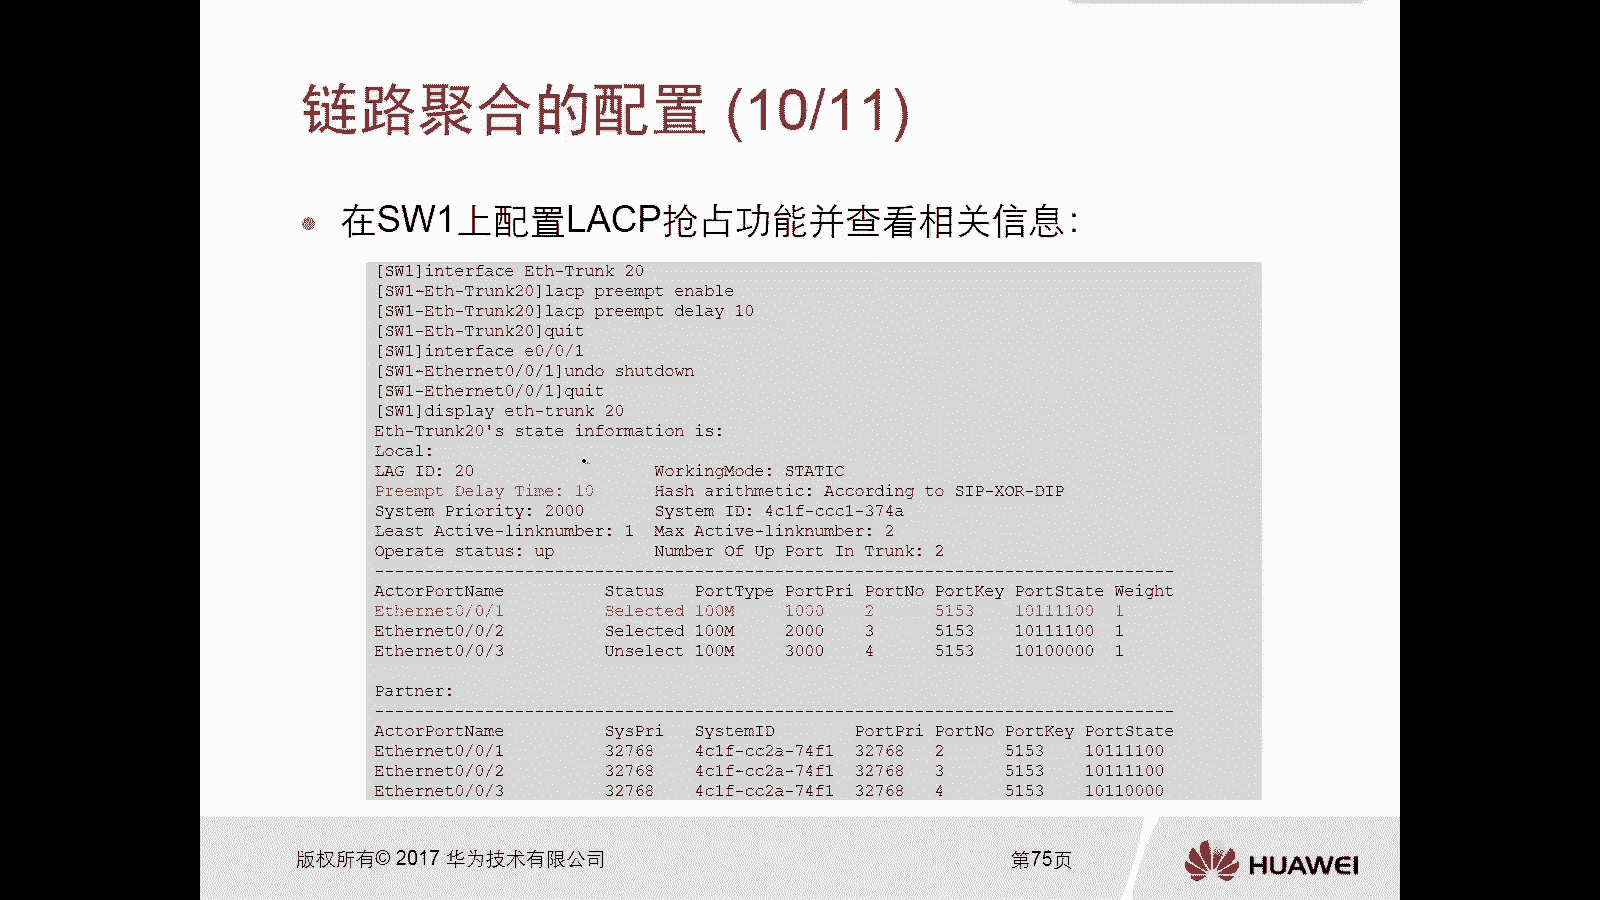 链路聚合的配置 (10/11)
在SW1上配置LACP抢占功能并查看相关信息：
[SW1]interface Eth-Trunk 20
[SW1-Eth-Trunk20]lacp preempt enable
[SW1-Eth-Trunk20]lacp preempt delay 10
[SW1-Eth-Trunk20]quit
[SW1]interface e0/0/1
[SW1-Ethernet0/0/1]undo shutdown
[SW1-Ethernet0/0/1]quit
[SW1]display eth-trunk 20
Eth-Trunk20's state information is:
Local:
LAG ID: 20 WorkingMode: STATIC
Preempt Delay Time: 10 Hash arithmetic: According to SIP-XOR-DIP
System Priority: 2000 System ID: 4c1f-ccc1-374a
Least Active-linknumber: 1 Max Active-linknumber: 2
Operate status: up Number Of Up Port In Trunk: 2
--------------------------------------------------------------------------------
ActorPortName Status PortType PortPri PortNo PortKey PortState Weight
Ethernet0/0/1 Selected 100M 1000 2 5153 10111100 1
Ethernet0/0/2 Selected 100M 2000 3 5153 10111100 1
Ethernet0/0/3 Unselect 100M 3000 4 5153 10100000 1
Partner:
--------------------------------------------------------------------------------
ActorPortName SysPri SystemID PortPri PortNo PortKey PortState
Ethernet0/0/1 32768 4c1f-cc2a-74f1 32768 2 5153 10111100
Ethernet0/0/2 32768 4c1f-cc2a-74f1 32768 3 5153 10111100
Ethernet0/0/3 32768 4c1f-cc2a-74f1 32768 4 5153 10110000
版权所有© 2017 华为技术有限公司
第75页
HUAWEI